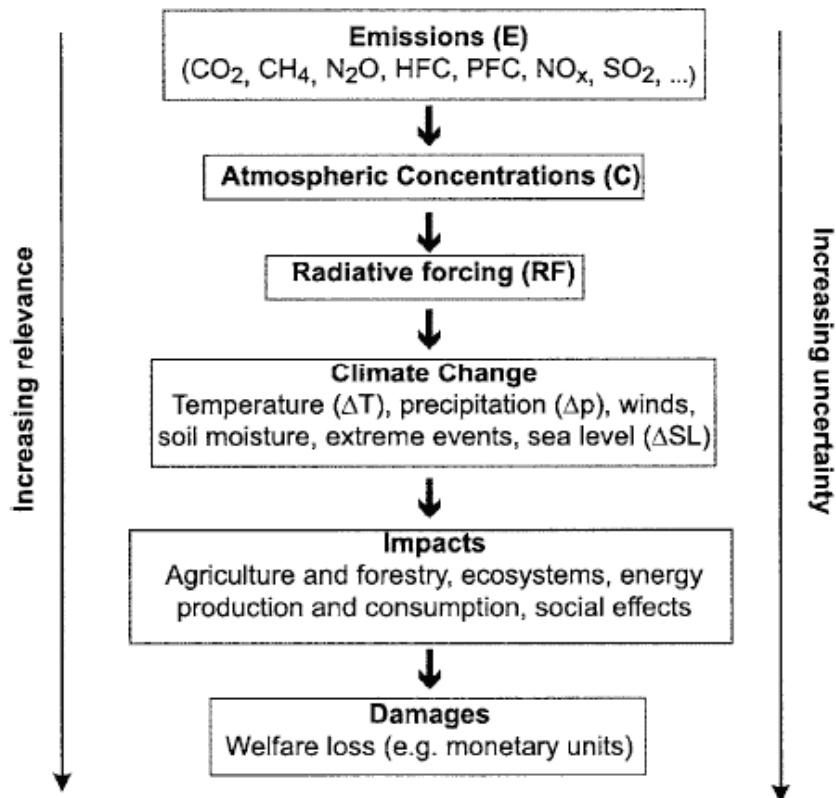 Emissions (E)
(CO₂, CH₄, N₂O, HFC, PFC, NOₓ, SO₂, ...)
Atmospheric Concentrations (C)
Radiative forcing (RF)
Climate Change
Temperature (ΔT), precipitation (Δp), winds,
soil moisture, extreme events, sea level (ΔSL)
Impacts
Agriculture and forestry, ecosystems, energy
production and consumption, social effects
Damages
Welfare loss (e.g. monetary units)
Increasing relevance
Increasing uncertainty